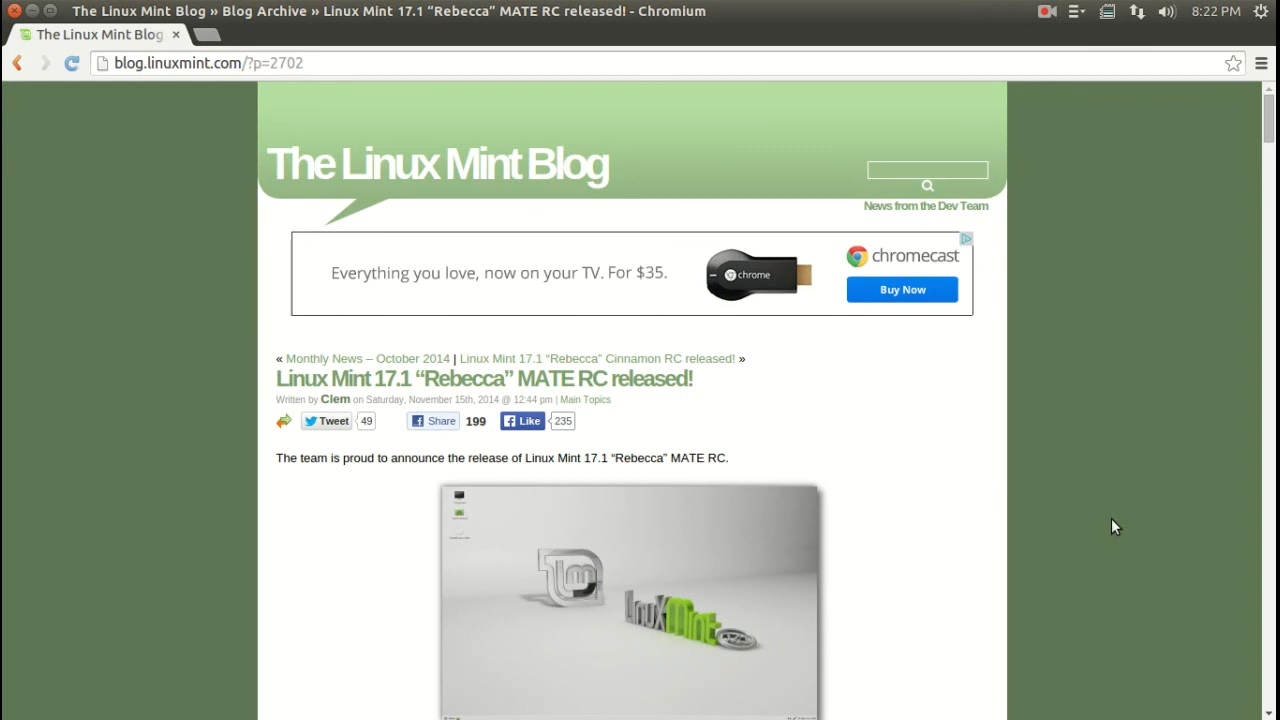 The Linux Mint Blog » Blog Archive » Linux Mint 17.1 “Rebecca” MATE RC released! - Chromium
8:22 PM
The Linux Mint Blog
blog.linuxmint.com/?p=2702
The Linux Mint Blog
News from the Dev Team
Everything you love, now on your TV. For $35.
chrome
chromecast
Buy Now
« Monthly News – October 2014 | Linux Mint 17.1 “Rebecca” Cinnamon RC released! »
Linux Mint 17.1 “Rebecca” MATE RC released!
Written by Clem on Saturday, November 15th, 2014 @ 12:44 pm | Main Topics
Tweet 49 Share 199 Like 235
The team is proud to announce the release of Linux Mint 17.1 “Rebecca” MATE RC.
lm
LinuxMint